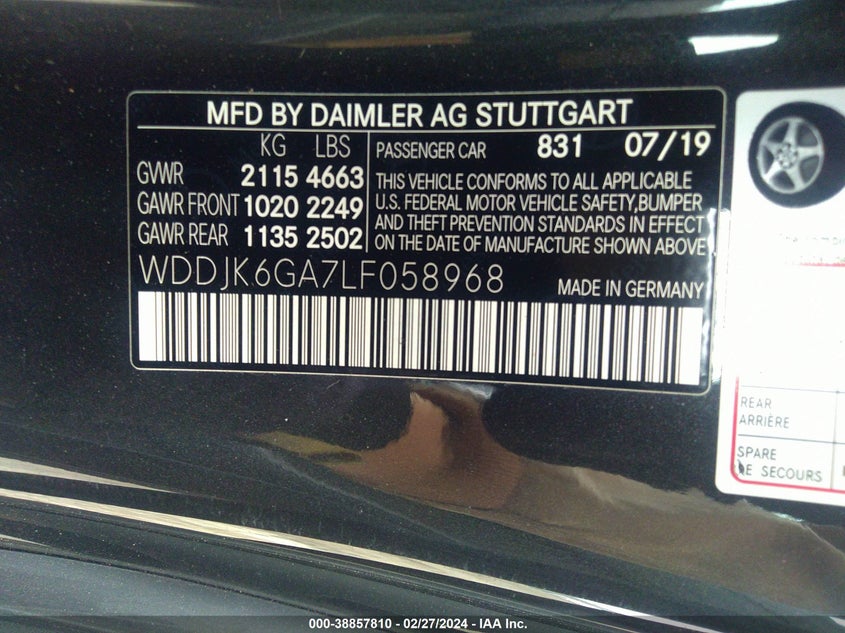 MFD BY DAIMLER AG STUTTGART
KG LBS
GVWR 2115 4663
GAWR FRONT 1020 2249
GAWR REAR 1135 2502
PASSENGER CAR 831 07/19
THIS VEHICLE CONFORMS TO ALL APPLICABLE
U.S. FEDERAL MOTOR VEHICLE SAFETY, BUMPER
AND THEFT PREVENTION STANDARDS IN EFFECT
ON THE DATE OF MANUFACTURE SHOWN ABOVE
WDDJK6GA7LF058968 MADE IN GERMANY
REAR
ARRIÈRE
SPARE
DE SECOURS
000-38857810 - 02/27/2024 - IAA Inc.